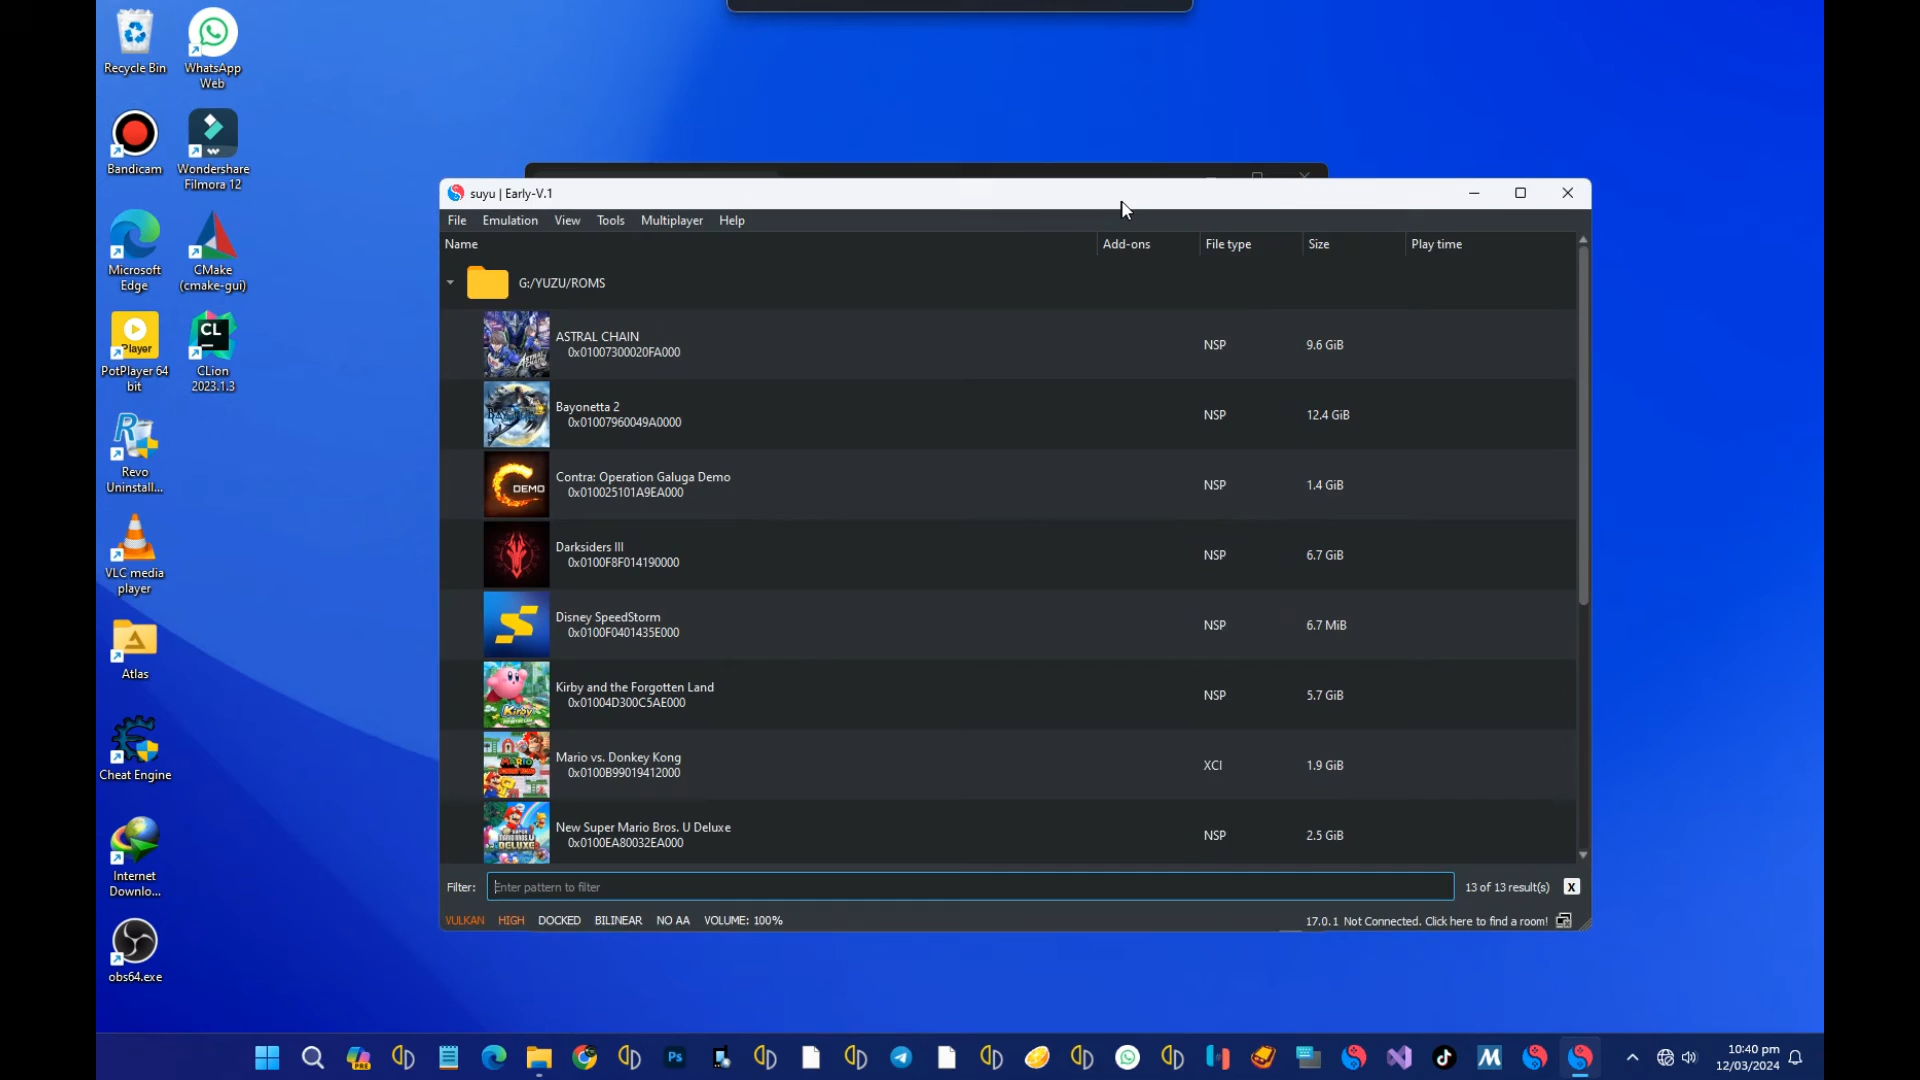 Recycle Bin
WhatsApp
Web
Bandicam
Wondershare
Filmora 12
Microsoft
Edge
CMake
(cmake-gui)
Player
PotPlayer 64
bit
CL
CLion
2023.1.3
Revo
Uninstall...
VLC media
player
Atlas
Cheat Engine
Internet
Downlo...
obs64.exe
suyu | Early-V.1
File Emulation View Tools Multiplayer Help
Name Add-ons File type Size Play time
G:/YUZU/ROMS
ASTRAL CHAIN
0x01007300020FA000
NSP 9.6 GiB
Bayonetta 2
0x01007960049A0000
NSP 12.4 GiB
DEMO
Contra: Operation Galuga Demo
0x010025101A9EA000
NSP 1.4 GiB
Darksiders III
0x0100F8F014190000
NSP 6.7 GiB
Disney SpeedStorm
0x0100F0401435E000
NSP 6.7 MiB
Kirby
Kirby and the Forgotten Land
0x01004D300C5AE000
NSP 5.7 GiB
Mario vs. Donkey Kong
0x0100B99019412000
XCI 1.9 GiB
New Super Mario Bros. U Deluxe
0x0100EA80032EA000
NSP 2.5 GiB
Filter: Enter pattern to filter 13 of 13 result(s) X
VULKAN HIGH DOCKED BILINEAR NO AA VOLUME: 100% 17.0.1 Not Connected. Click here to find a room!
PRE
Ps
10:40 pm
12/03/2024